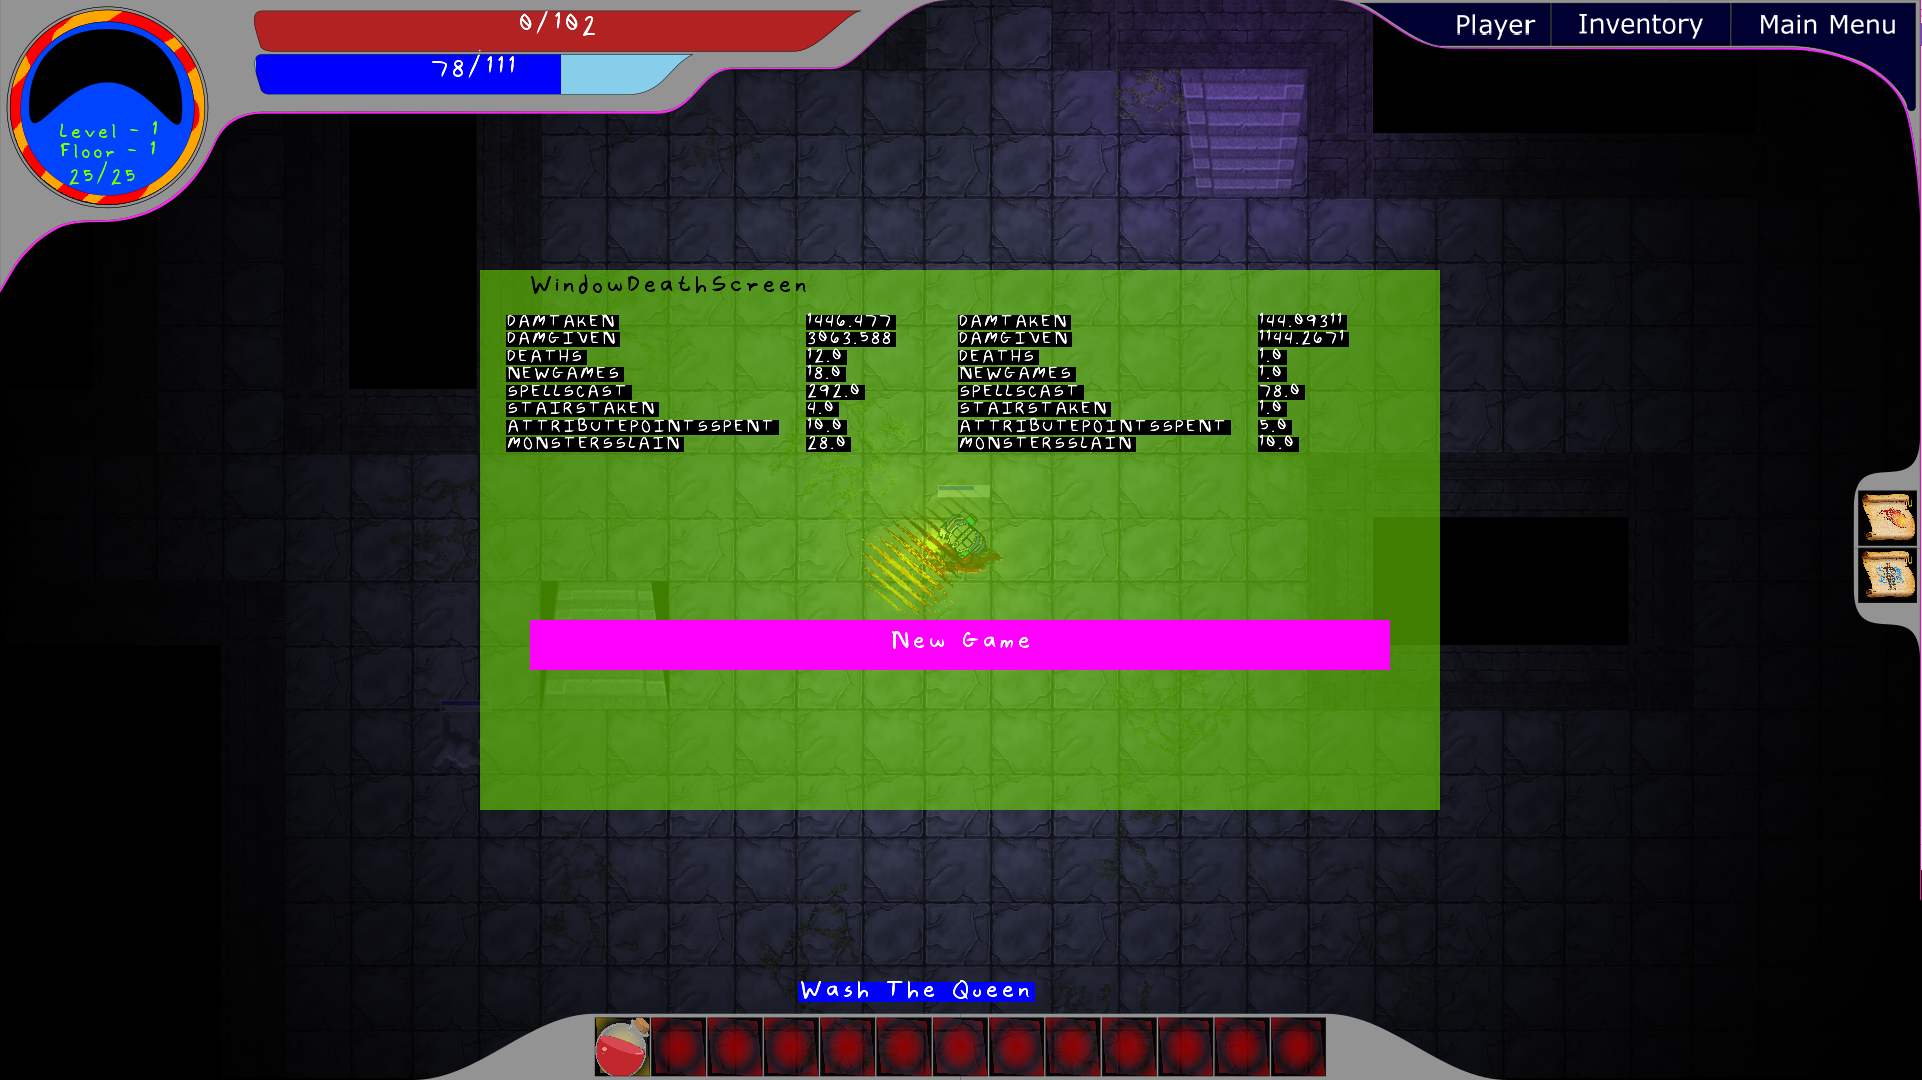 0/102
78/111
Player Inventory Main Menu
Level - 1
Floor - 1
25/25
WindowDeathScreen
DAMTAKEN 1446.477 DAMTAKEN 144.09311
DAMGIVEN 3063.588 DAMGIVEN 1144.2671
DEATHS 12.0 DEATHS 1.0
NEWGAMES 18.0 NEWGAMES 1.0
SPELLSCAST 292.0 SPELLSCAST 78.0
STAIRSTAKEN 4.0 STAIRSTAKEN 1.0
ATTRIBUTEPOINTSSPENT 10.0 ATTRIBUTEPOINTSSPENT 5.0
MONSTERSSLAIN 28.0 MONSTERSSLAIN 10.0
New Game
Wash The Queen